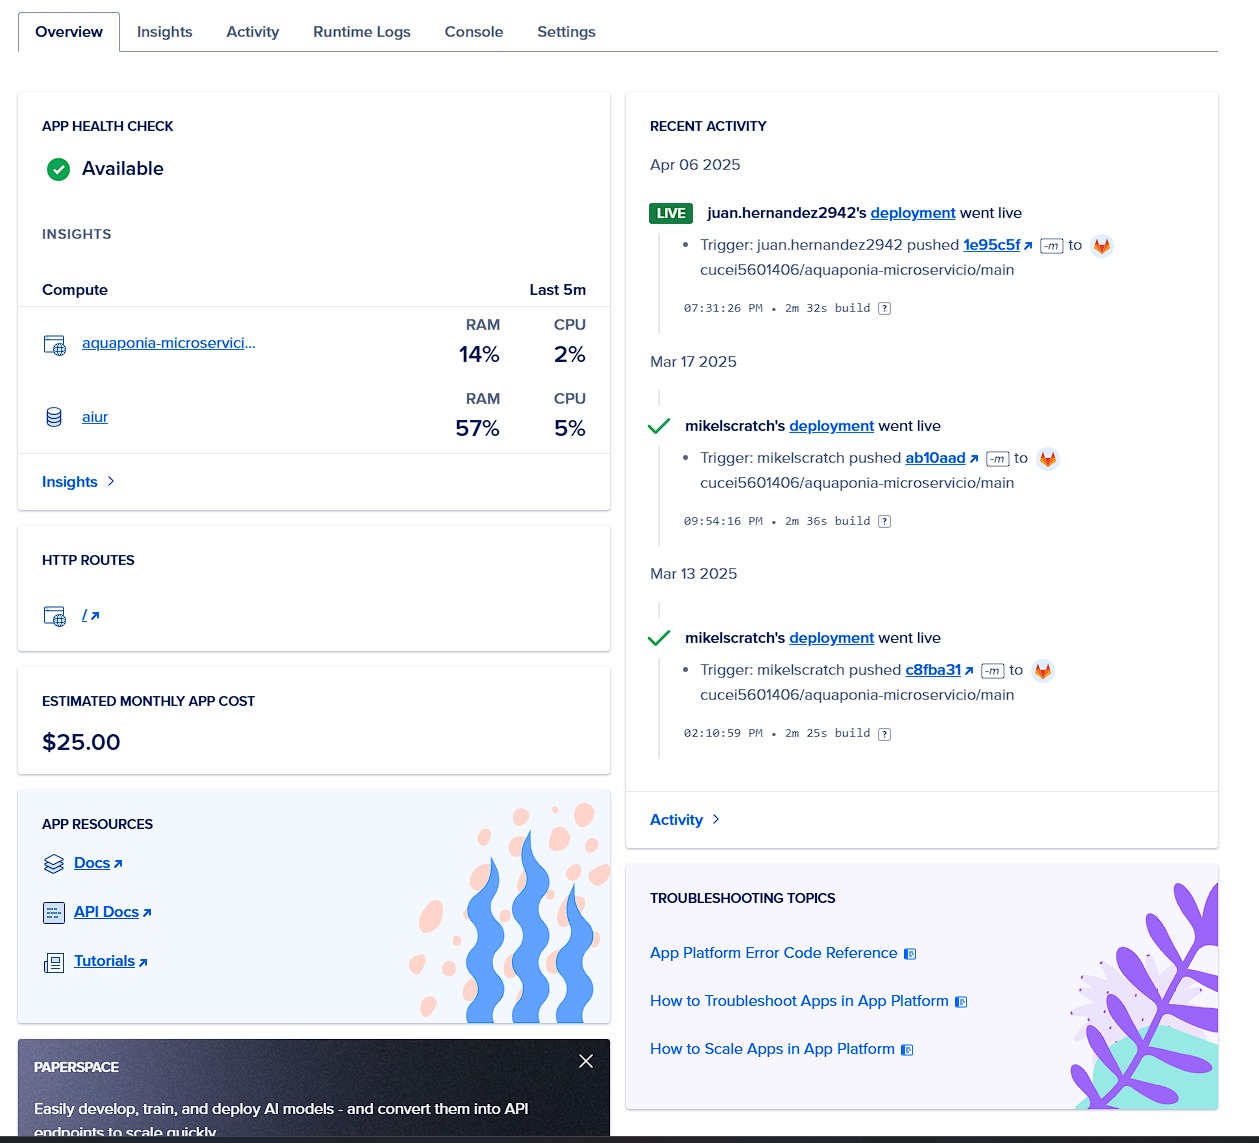 Overview
Insights
Activity
Runtime Logs
Console
Settings
APP HEALTH CHECK
Available
INSIGHTS
Compute
Last 5m
aquaponia-microservici...
RAM
CPU
14%
2%
aiur
RAM
CPU
57%
5%
Insights
HTTP ROUTES
/
ESTIMATED MONTHLY APP COST
$25.00
APP RESOURCES
Docs
API Docs
Tutorials
PAPERSPACE
Easily develop, train, and deploy AI models - and convert them into API
endpoints to scale quickly
RECENT ACTIVITY
Apr 06 2025
LIVE juan.hernandez2942's deployment went live
Trigger: juan.hernandez2942 pushed 1e95c5f -m to
cucei5601406/aquaponia-microservicio/main
07:31:26 PM • 2m 32s build ?
Mar 17 2025
mikelscratch's deployment went live
Trigger: mikelscratch pushed ab10aad -m to
cucei5601406/aquaponia-microservicio/main
09:54:16 PM • 2m 36s build ?
Mar 13 2025
mikelscratch's deployment went live
Trigger: mikelscratch pushed c8fba31 -m to
cucei5601406/aquaponia-microservicio/main
02:10:59 PM • 2m 25s build ?
Activity
TROUBLESHOOTING TOPICS
App Platform Error Code Reference
How to Troubleshoot Apps in App Platform
How to Scale Apps in App Platform